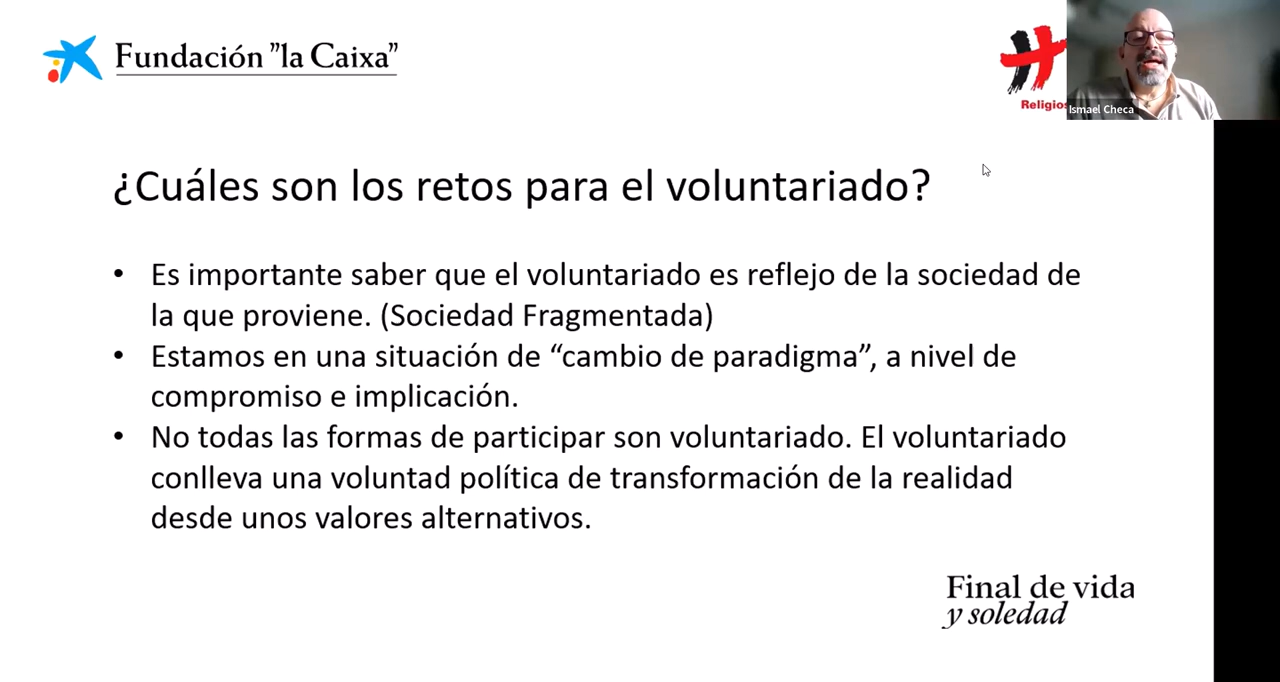 Fundación "la Caixa"
Ismael Checa
¿Cuáles son los retos para el voluntariado?
• Es importante saber que el voluntariado es reflejo de la sociedad de
la que proviene. (Sociedad Fragmentada)
• Estamos en una situación de “cambio de paradigma”, a nivel de
compromiso e implicación.
• No todas las formas de participar son voluntariado. El voluntariado
conlleva una voluntad política de transformación de la realidad
desde unos valores alternativos.
Final de vida
y soledad